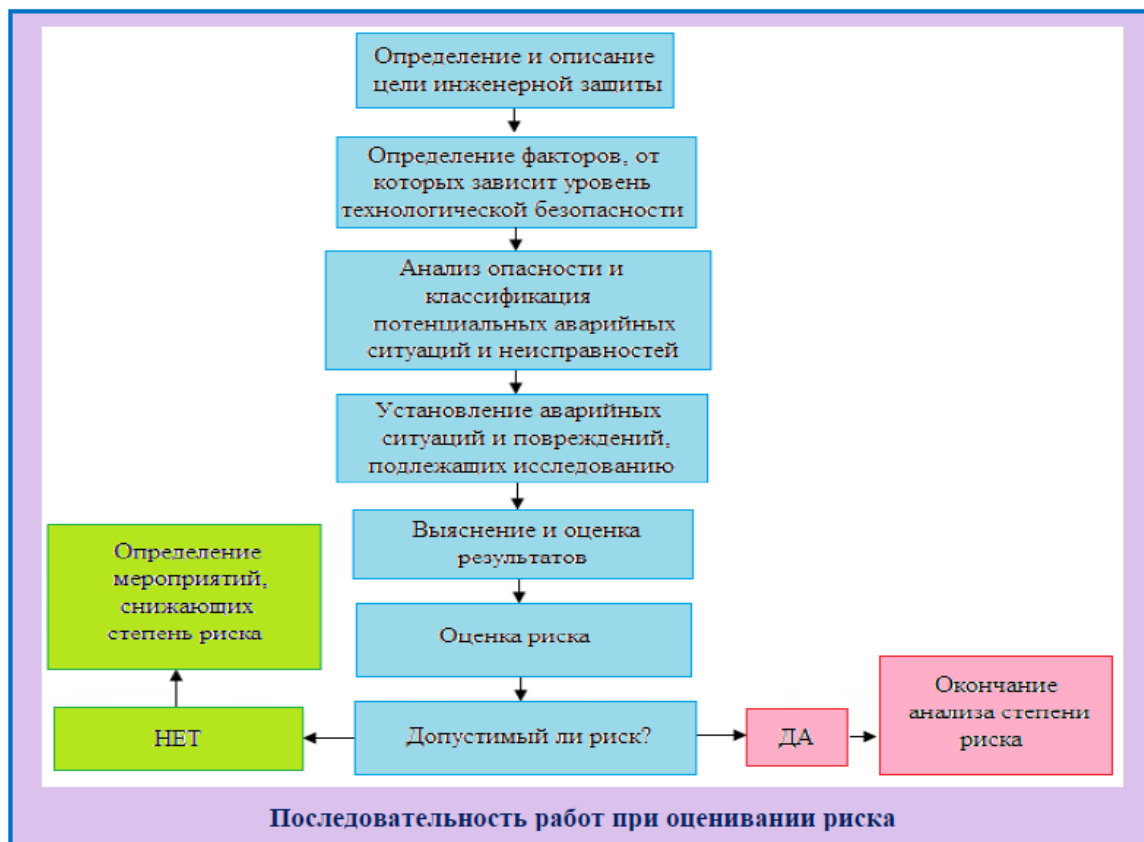 Определение и описание
цели инженерной зашиты
Определение факторов, от
которых зависит уровень
технологической безопасности
Анализ опасности и
классификация
потенциальных аварийных
ситуаций и неисправностей
Установление аварийных
ситуаций и повреждений,
подлежащих исследованию
Выяснение и оценка
результатов
Оценка риска
Допустимый ли риск?
НЕТ
Определение
мероприятий,
снижающих
степень риска
ДА
Окончание
анализа степени
риска
Последовательность работ при оценивании риска